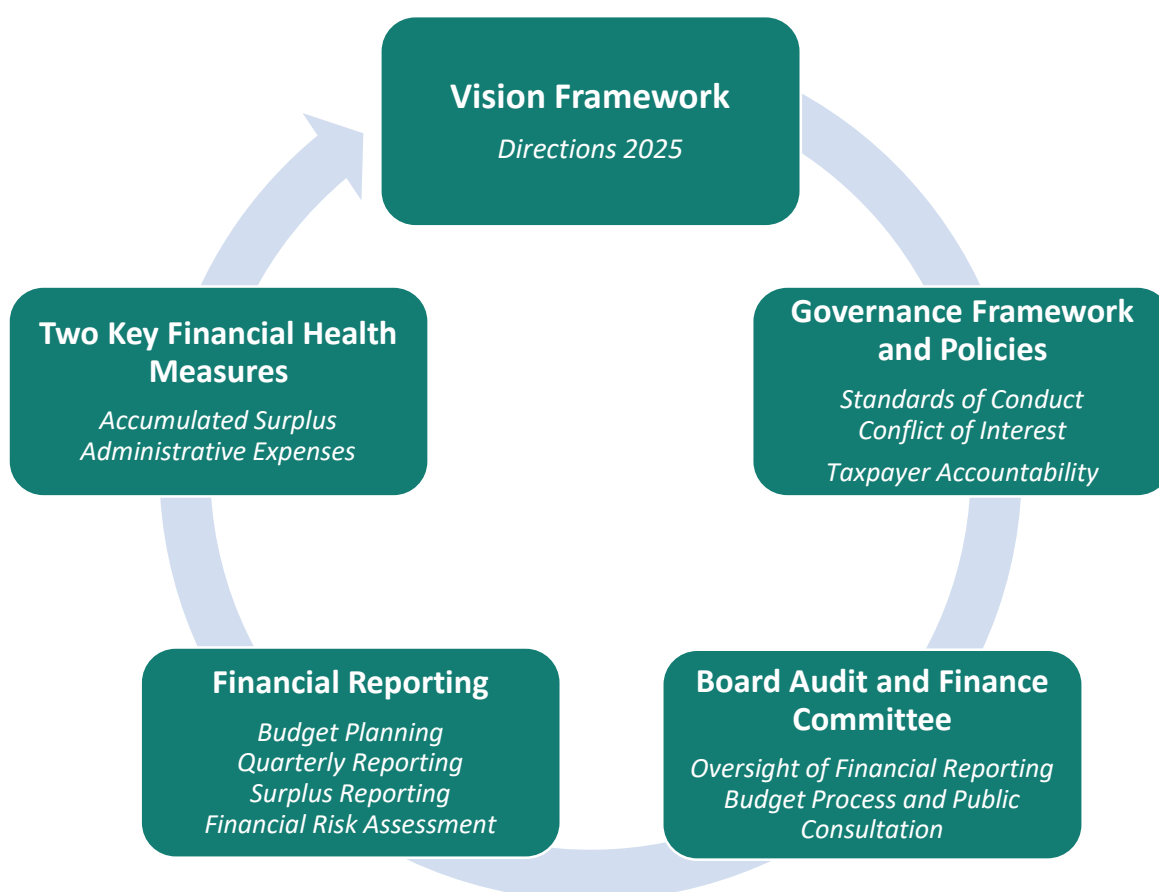 Vision Framework
Directions 2025
Governance Framework
and Policies
Standards of Conduct
Conflict of Interest
Taxpayer Accountability
Board Audit and Finance
Committee
Oversight of Financial Reporting
Budget Process and Public
Consultation
Financial Reporting
Budget Planning
Quarterly Reporting
Surplus Reporting
Financial Risk Assessment
Two Key Financial Health
Measures
Accumulated Surplus
Administrative Expenses